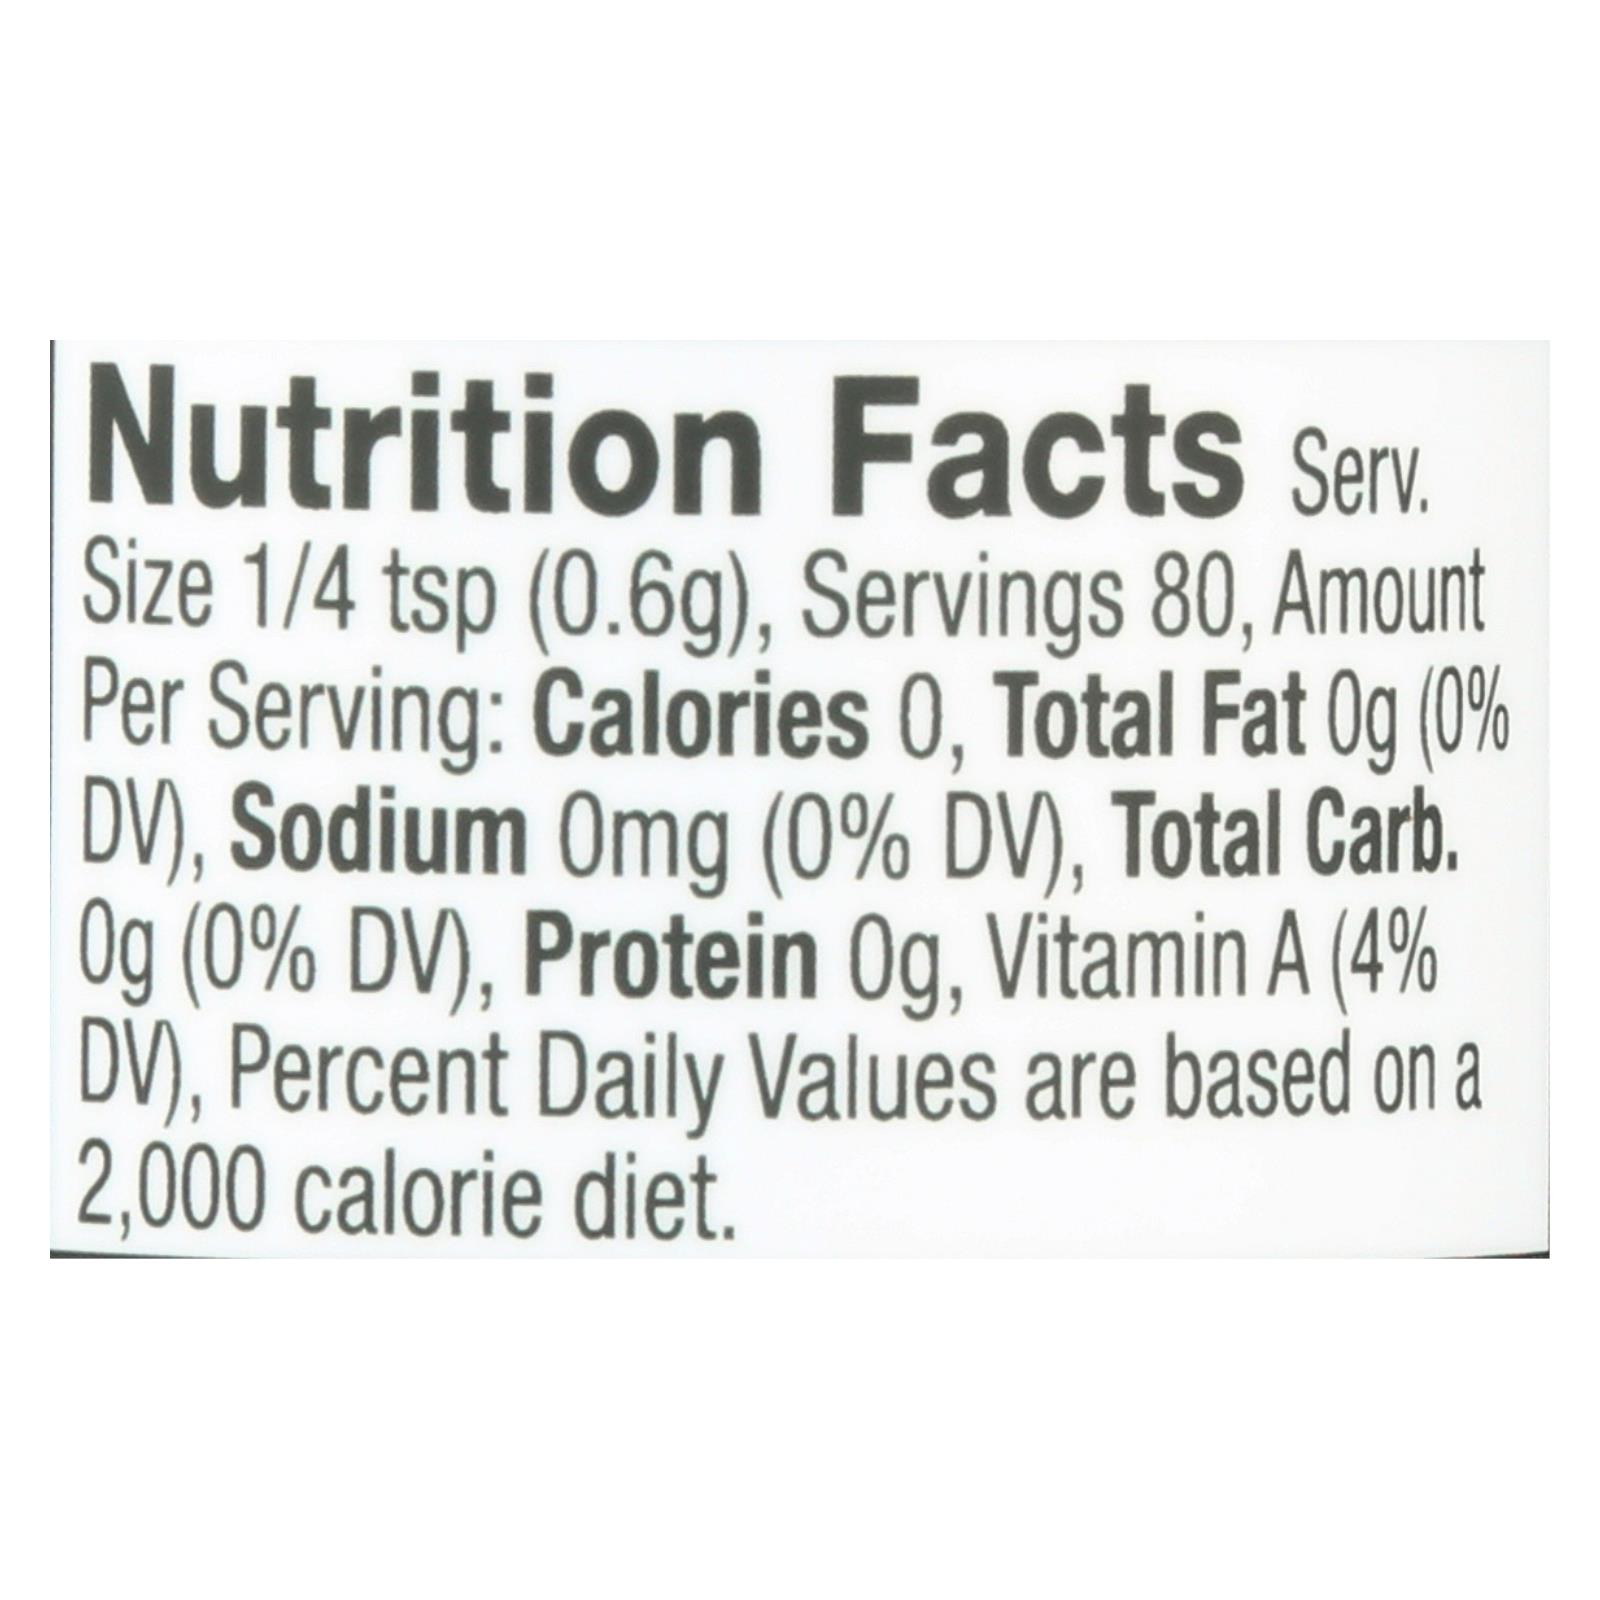 Nutrition Facts Serv.
Size 1/4 tsp (0.6g), Servings 80, Amount
Per Serving: Calories 0, Total Fat 0g (0%
DV), Sodium 0mg (0% DV), Total Carb.
0g (0% DV), Protein 0g, Vitamin A (4%
DV), Percent Daily Values are based on a
2,000 calorie diet.